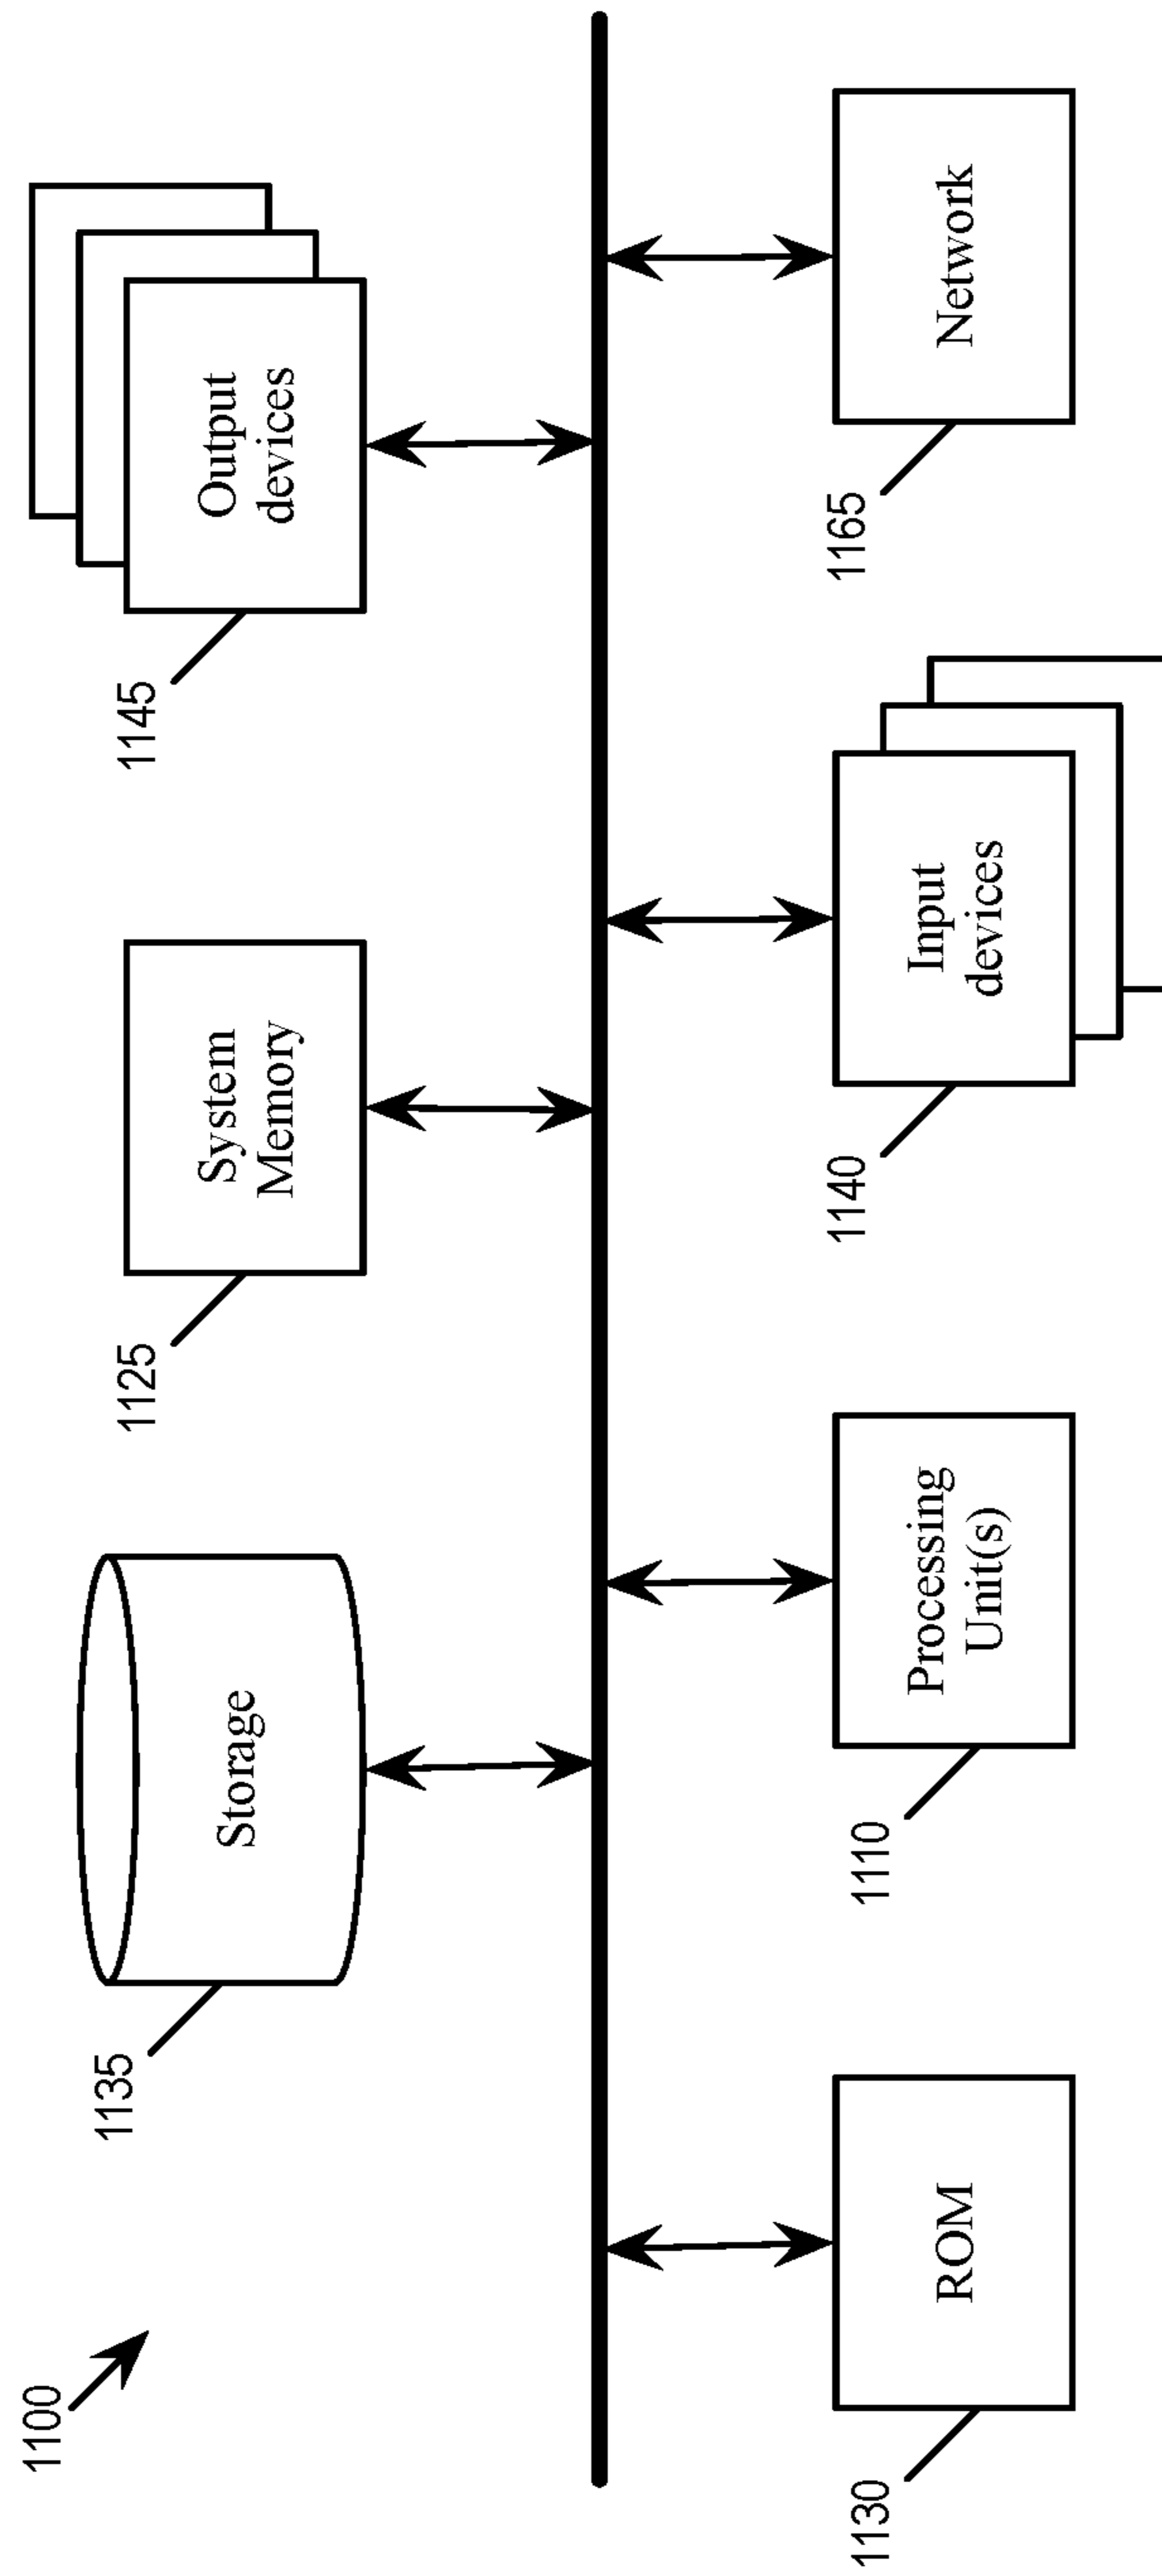 1100
1135
Storage
1125
System
Memory
1145
Output
devices
1130
ROM
1110
Processing
Unit(s)
1140
Input
devices
1165
Network